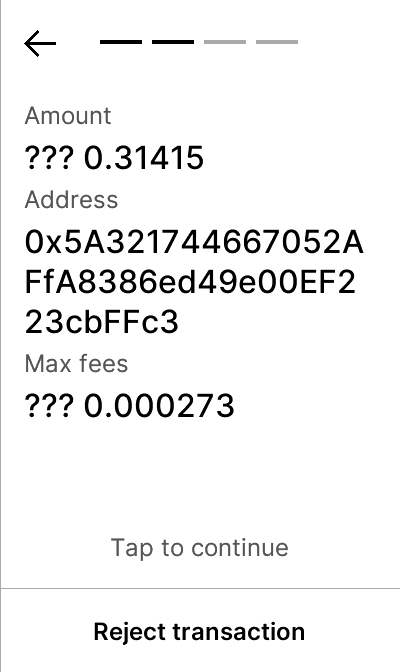 Amount
??? 0.31415
Address
0x5A321744667052A
FfA8386ed49e00EF2
23cbFFc3
Max fees
??? 0.000273
Tap to continue
Reject transaction